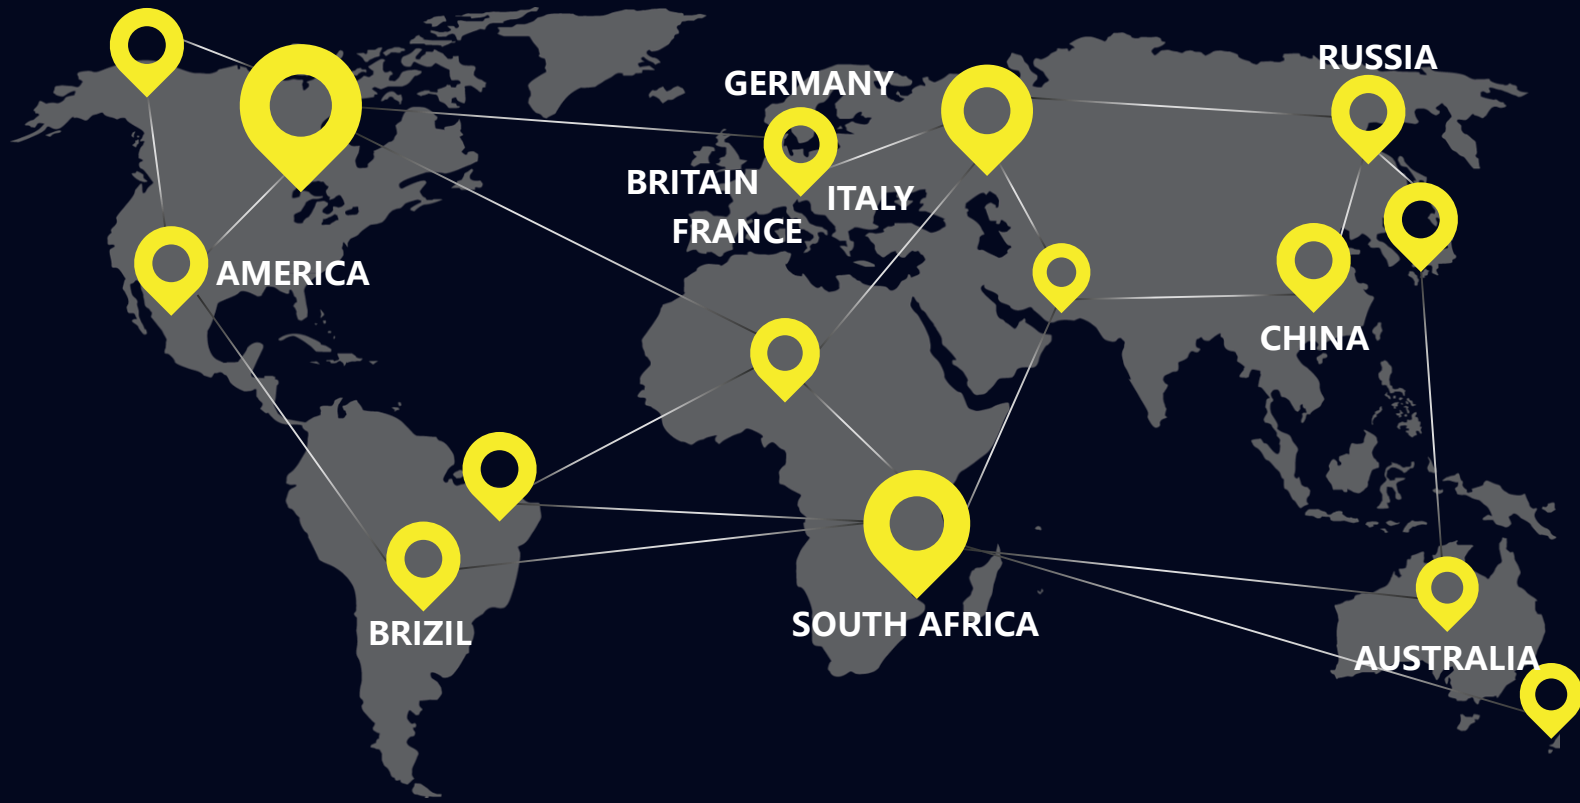 RUSSIA
GERMANY
BRITAIN
ITALY
FRANCE
AMERICA
CHINA
SOUTH AFRICA
BRIZIL
AUSTRALIA